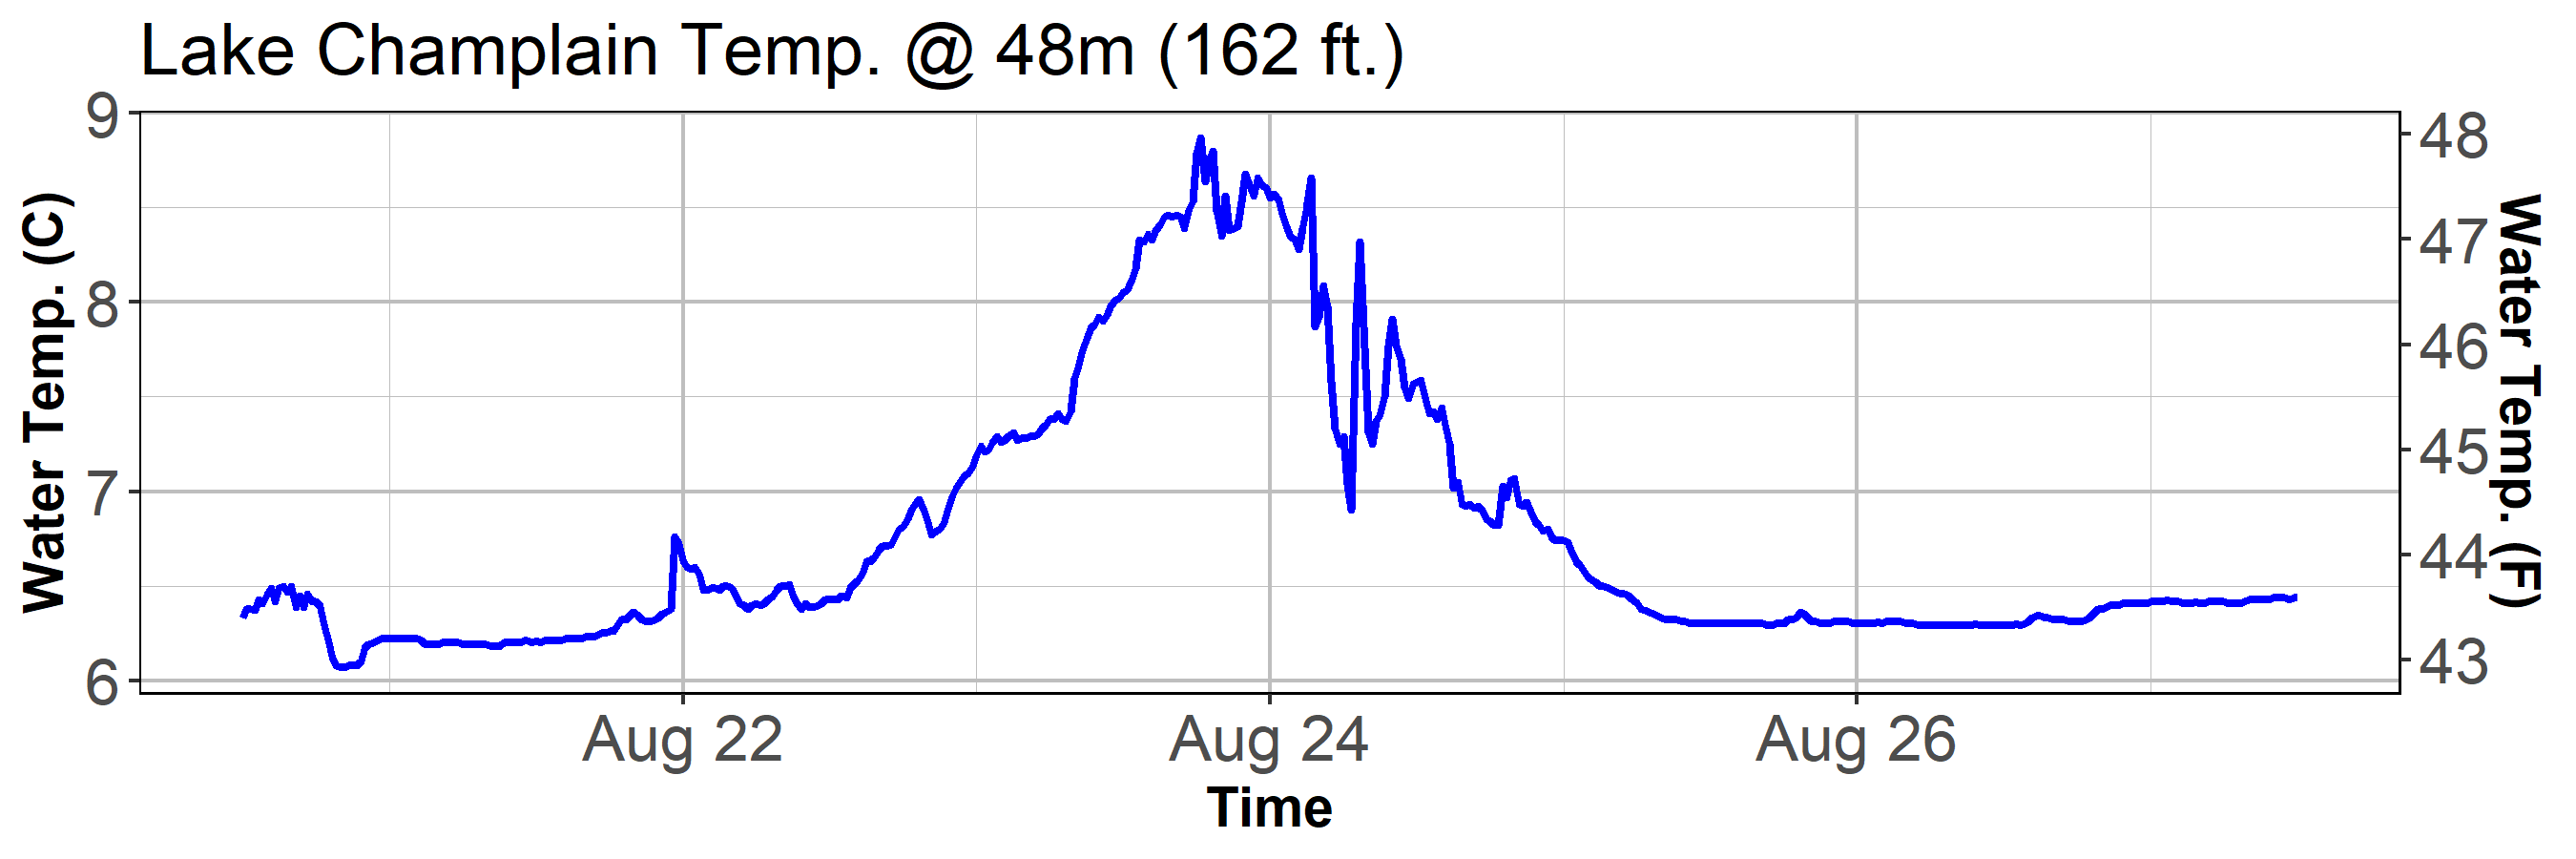 Lake Champlain Temp. @ 48m (162 ft.)
Water Temp. (C)
9
8
7
6
48
47
46
45
44
43
Water Temp. (F)
Aug 22
Aug 24
Aug 26
Time